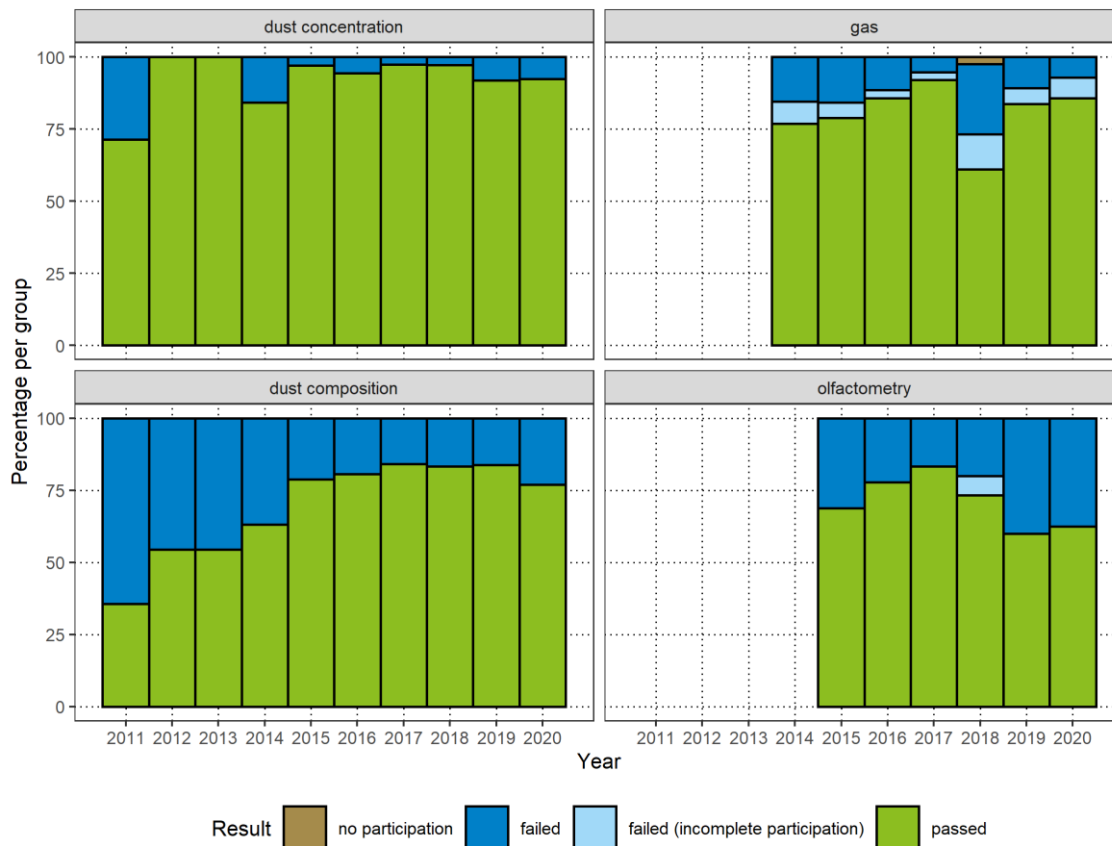 dust concentration
gas
100
75
50
25
0
dust composition
olfactometry
100
75
50
25
0
Percentage per group
2011 2012 2013 2014 2015 2016 2017 2018 2019 2020
2011 2012 2013 2014 2015 2016 2017 2018 2019 2020
Year
Result no participation failed failed (incomplete participation) passed